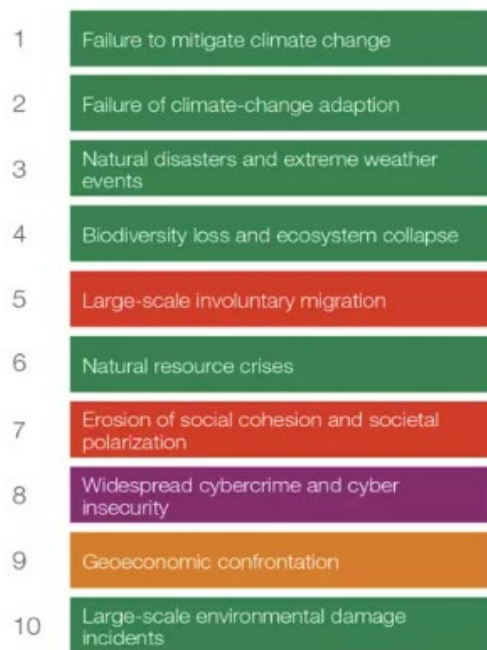 1
Failure to mitigate climate change
2
Failure of climate-change adaption
3
Natural disasters and extreme weather
events
4
Biodiversity loss and ecosystem collapse
5
Large-scale involuntary migration
6
Natural resource crises
7
Erosion of social cohesion and societal
polarization
8
Widespread cybercrime and cyber
insecurity
9
Geoeconomic confrontation
10
Large-scale environmental damage
incidents